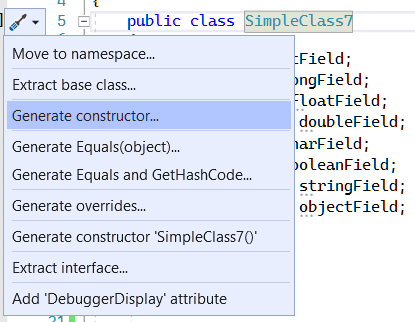 4 {
5 public class SimpleClass7
Move to namespace...
Extract base class...
Generate constructor...
Generate Equals(object)...
Generate Equals and GetHashCode...
Generate overrides...
Generate constructor 'SimpleClass7()'
Extract interface...
Add 'DebuggerDisplay' attribute
tField;
ongField;
FloatField;
doubleField;
harField;
ooleanField;
stringField;
objectField;
31